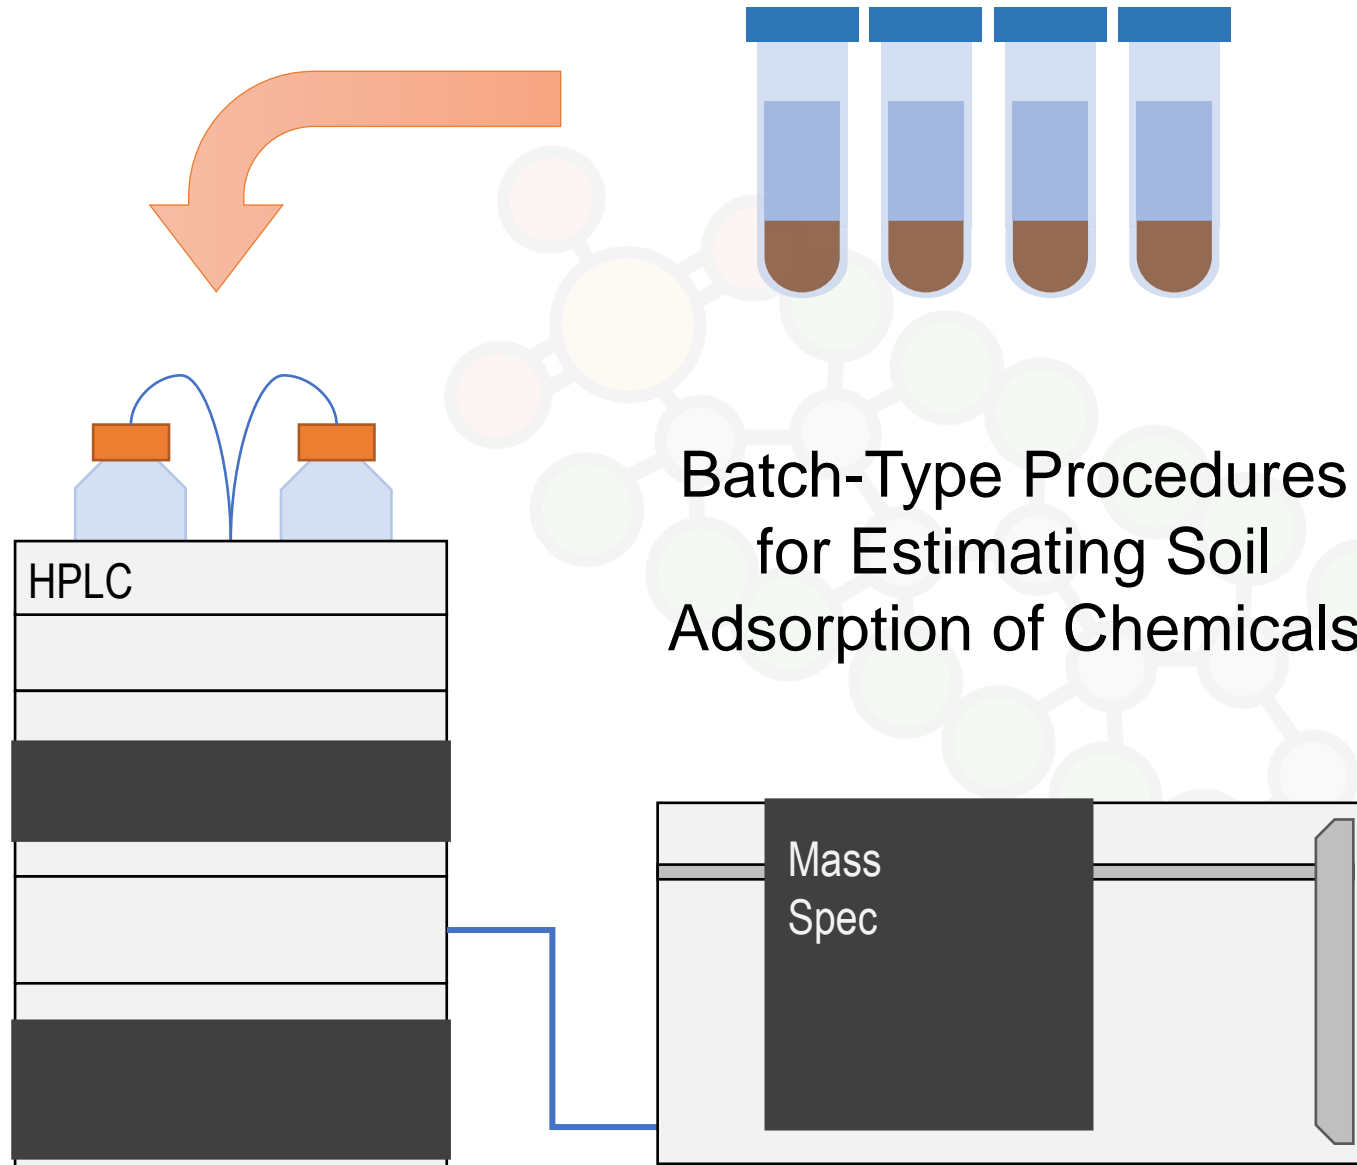 Batch-Type Procedures
for Estimating Soil
Adsorption of Chemicals
HPLC
Mass
Spec